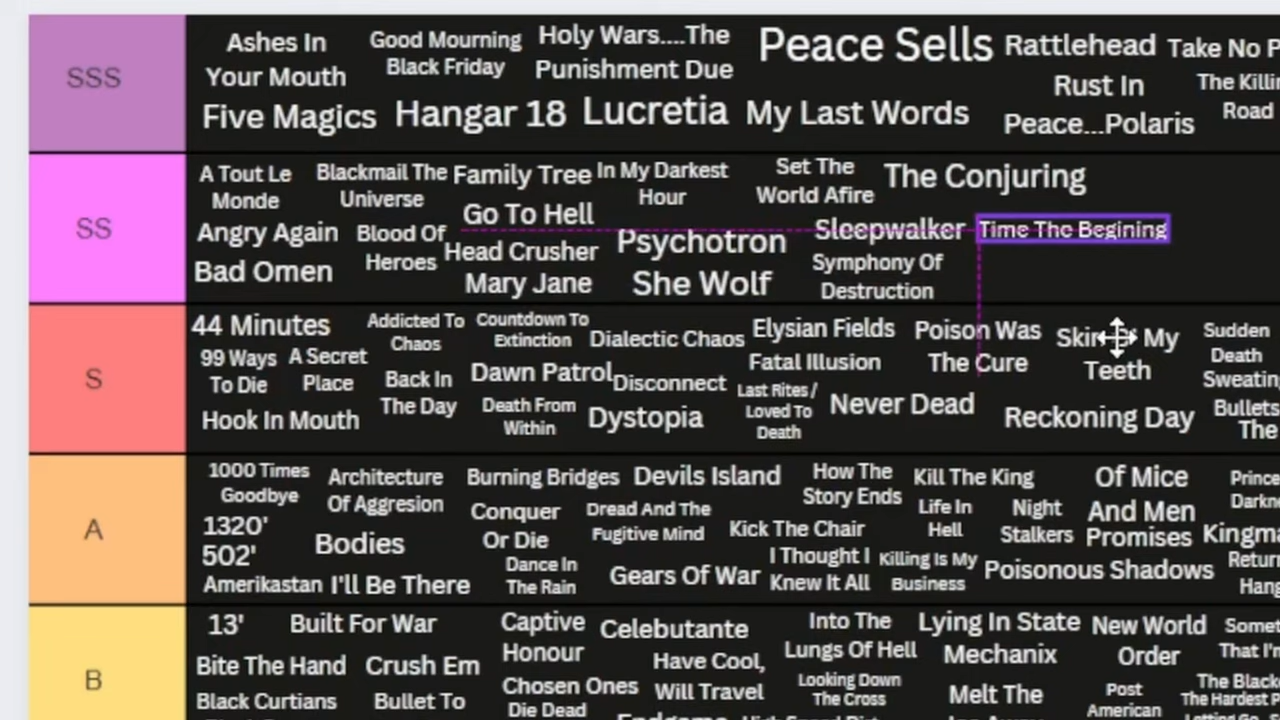 SSS
Ashes In
Your Mouth
Good Mourning
Black Friday
Holy Wars....The
Punishment Due
Peace Sells
Rattlehead
Take No
Five Magics
Hangar 18
Lucretia
My Last Words
Rust In
Peace...Polaris
The
Road
SS
A Tout Le
Monde
Blackmail The
Universe
Family Tree
In My Darkest
Hour
Set The
World Afire
The Conjuring
Go To Hell
Angry Again
Blood Of
Heroes
Head Crusher
Psychotron
Sleepwalker
Time The Begining
Bad Omen
Mary Jane
She Wolf
Symphony Of
Destruction
S
44 Minutes
Addicted To
Chaos
Countdown To
Extinction
Dialectic Chaos
Elysian Fields
Poison Was
The Cure
My
Teeth
Sudden
Death
99 Ways
To Die
A Secret
Place
Back In
The Day
Dawn Patrol
Disconnect
Fatal Illusion
Last Rites /
Loved To
Death
Hook In Mouth
Death From
Within
Dystopia
Never Dead
Reckoning Day
Bullets
The
A
1000 Times
Goodbye
Architecture
Of Aggresion
Burning Bridges
Devils Island
How The
Story Ends
Kill The King
Of Mice
And Men
1320'
502'
Bodies
Conquer
Or Die
Dread And The
Fugitive Mind
Kick The Chair
Life In
Hell
Night
Stalkers
Promises
Amerikastan
I'll Be There
Dance In
The Rain
Gears Of War
I Thought I
Knew It All
Killing Is My
Business
Poisonous Shadows
B
13'
Built For War
Captive
Honour
Celebutante
Into The
Lungs Of Hell
Lying In State
New World
Order
Bite The Hand
Crush Em
Have Cool,
Will Travel
Mechanix
That I'm
Black Curtians
Bullet To
Chosen Ones
Die Dead
Looking Down
The Cross
Melt The
Post
American